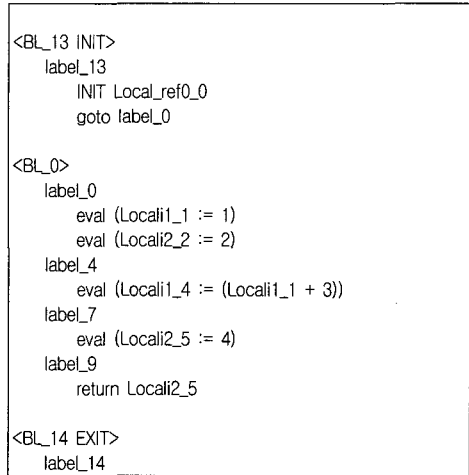 <BL_13 INIT>
label_13
INIT Local_ref0_0
goto label_0
<BL_0>
label_0
eval (Locali1_1 := 1)
eval (Locali2_2 := 2)
label_4
eval (Locali1_4 := (Locali1_1 + 3))
label_7
eval (Locali2_5 := 4)
label_9
return Locali2_5
<BL_14 EXIT>
label_14